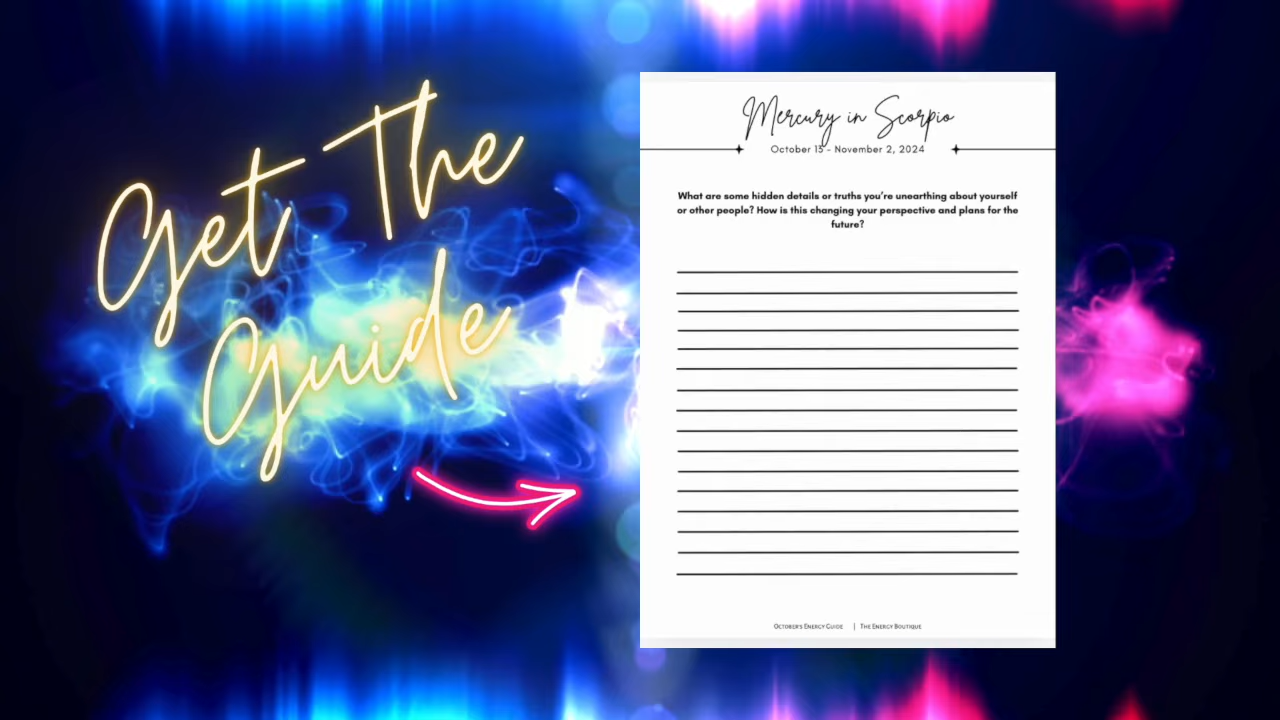 Get The
Guide
Mercury in Scorpio
October 15 - November 2, 2024
What are some hidden details or truths you're unearthing about yourself
or other people? How is this changing your perspective and plans for the
future?
October's Energy Guide | The Energy Boutique